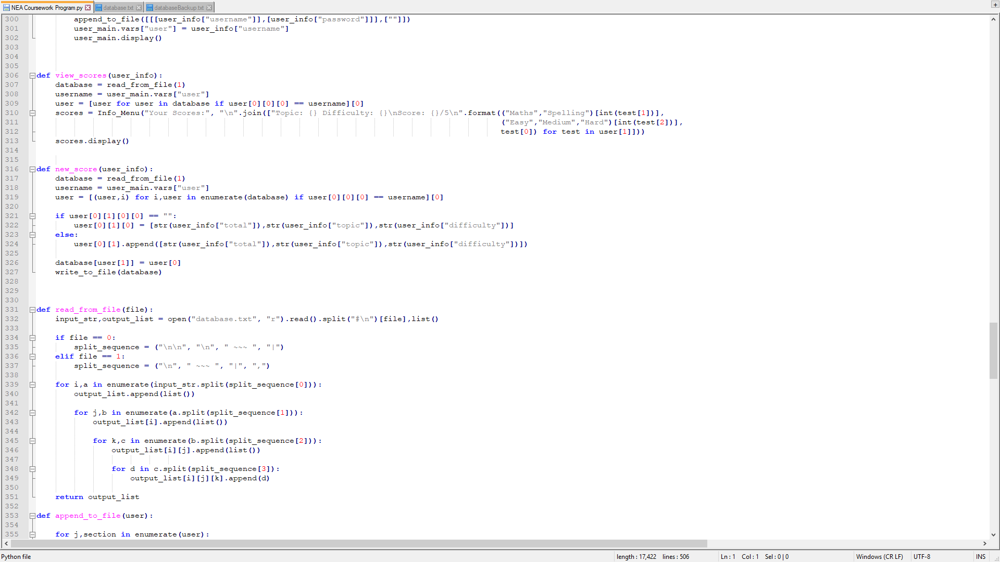 NEA Coursework Program.py database.txt databaseBackup.txt
300 append_to_file([[[user_info["username"]],[user_info["password"]]],[""]])
301 user_main.vars["user"] = user_info["username"]
302 user_main.display()
303
304
305
306 def view_scores(user_info):
307 database = read_from_file(1)
308 username = user_main.vars["user"]
309 user = [user for user in database if user[0][0][0] == username][0]
310 scores = Info_Menu("Your Scores:", "\n".join(["Topic: {} Difficulty: {}\nScore: {}/5\n".format(("Maths","Spelling")[int(test[1])],
311 ("Easy","Medium","Hard")[int(test[2])],
312 test[0]) for test in user[1]]))
313 scores.display()
314
315
316 def new_score(user_info):
317 database = read_from_file(1)
318 username = user_main.vars["user"]
319 user = [(user,i) for i,user in enumerate(database) if user[0][0][0] == username][0]
320
321 if user[0][1][0][0] == "":
322 user[0][1][0] = [str(user_info["total"]),str(user_info["topic"]),str(user_info["difficulty"])]
323 else:
324 user[0][1].append([str(user_info["total"]),str(user_info["topic"]),str(user_info["difficulty"])])
325
326 database[user[1]] = user[0]
327 write_to_file(database)
328
329
330
331 def read_from_file(file):
332 input_str,output_list = open("database.txt", "r").read().split("#\n")[file],list()
333
334 if file == 0:
335 split_sequence = ("\n\n", "\n", " ~~~ ", "|")
336 elif file == 1:
337 split_sequence = ("\n", " ~~~ ", "|", ",")
338
339 for i,a in enumerate(input_str.split(split_sequence[0])):
340 output_list.append(list())
341
342 for j,b in enumerate(a.split(split_sequence[1])):
343 output_list[i].append(list())
344
345 for k,c in enumerate(b.split(split_sequence[2])):
346 output_list[i][j].append(list())
347
348 for d in c.split(split_sequence[3]):
349 output_list[i][j][k].append(d)
350
351 return output_list
352
353 def append_to_file(user):
354
355 for j,section in enumerate(user):
Python file length : 17,422 lines : 506 Ln : 1 Col : 1 Sel : 0 | 0 Windows (CR LF) UTF-8 INS